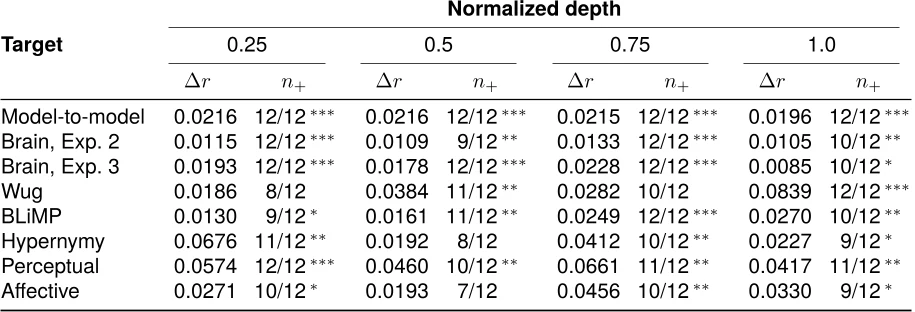 Normalized depth
Target 0.25 0.5 0.75 1.0
Δr n₊ Δr n₊ Δr n₊ Δr n₊
Model-to-model 0.0216 12/12 *** 0.0216 12/12 *** 0.0215 12/12 *** 0.0196 12/12 ***
Brain, Exp. 2 0.0115 12/12 *** 0.0109 9/12 ** 0.0133 12/12 *** 0.0105 10/12 **
Brain, Exp. 3 0.0193 12/12 *** 0.0178 12/12 *** 0.0228 12/12 *** 0.0085 10/12 *
Wug 0.0186 8/12 0.0384 11/12 ** 0.0282 10/12 0.0839 12/12 ***
BLiMP 0.0130 9/12 * 0.0161 11/12 ** 0.0249 12/12 *** 0.0270 10/12 **
Hypernymy 0.0676 11/12 ** 0.0192 8/12 0.0412 10/12 ** 0.0227 9/12 *
Perceptual 0.0574 12/12 *** 0.0460 10/12 ** 0.0661 11/12 ** 0.0417 11/12 **
Affective 0.0271 10/12 * 0.0193 7/12 0.0456 10/12 ** 0.0330 9/12 *